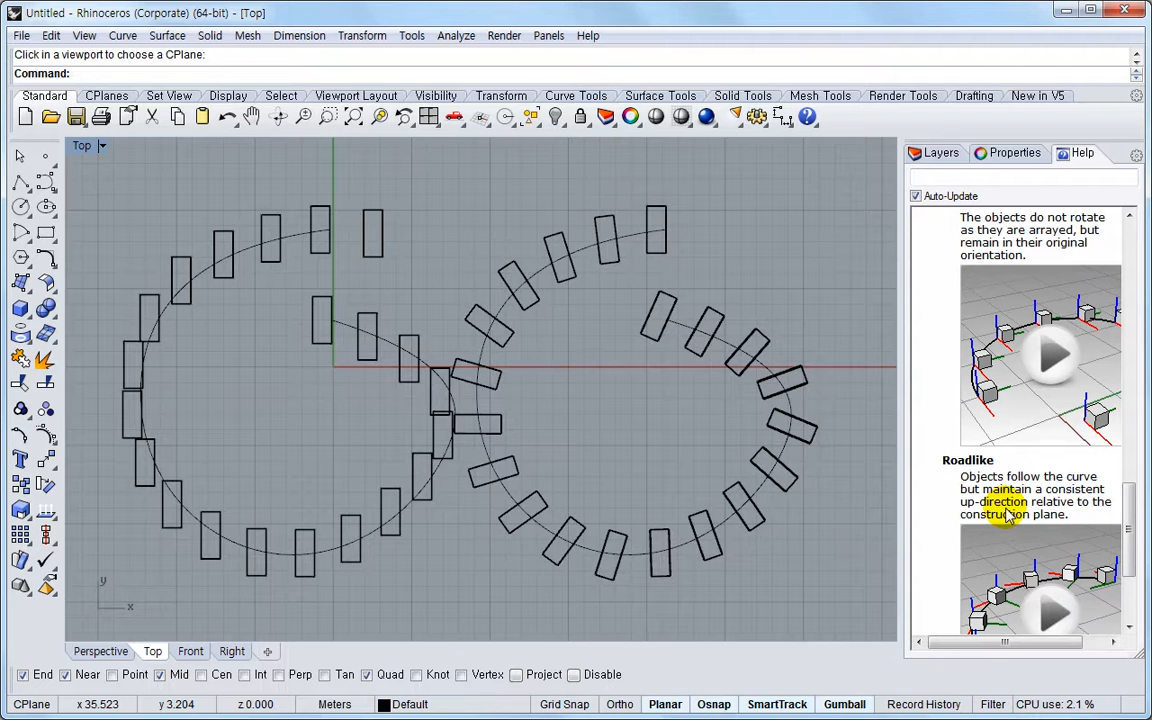 Untitled - Rhinoceros (Corporate) (64-bit) - [Top]
File Edit View Curve Surface Solid Mesh Dimension Transform Tools Analyze Render Panels Help
Click in a viewport to choose a CPlane:
Command:
Standard CPlanes Set View Display Select Viewport Layout Visibility Transform Curve Tools Surface Tools Solid Tools Mesh Tools Render Tools Drafting New in V5
Top
Layers Properties Help
Auto-Update
The objects do not rotate
as they are arrayed, but
remain in their original
orientation.
Roadlike
Objects follow the curve
but maintain a consistent
up-direction relative to the
construction plane.
y
x
Perspective Top Front Right
End Near Point Mid Cen Int Perp Tan Quad Knot Vertex Project Disable
CPlane x 35.523 y 3.204 z 0.000 Meters Default Grid Snap Ortho Planar Osnap SmartTrack Gumball Record History Filter CPU use: 2.1 %